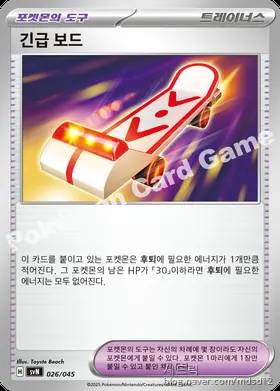 포켓몬의 도구 트레이너스
긴급 보드
Pokémon Card Game
이 카드를 붙이고 있는 포켓몬은 후퇴에 필요한 에너지가 1개만큼
적어진다. 그 포켓몬의 남은 HP가 「30」이하라면 후퇴에 필요한
에너지는 모두 없어진다.
Illus. Toyste Beach
포켓몬의 도구는 자신의 차례에 몇 장이라도 자신의
포켓몬에게 붙일 수 있다. 포켓몬 1마리에게 1장만
붙일 수 있고 붙인 채로
H svN 026/045
©2025 Pokémon/Nintendo/Creatures/GAME FREAK